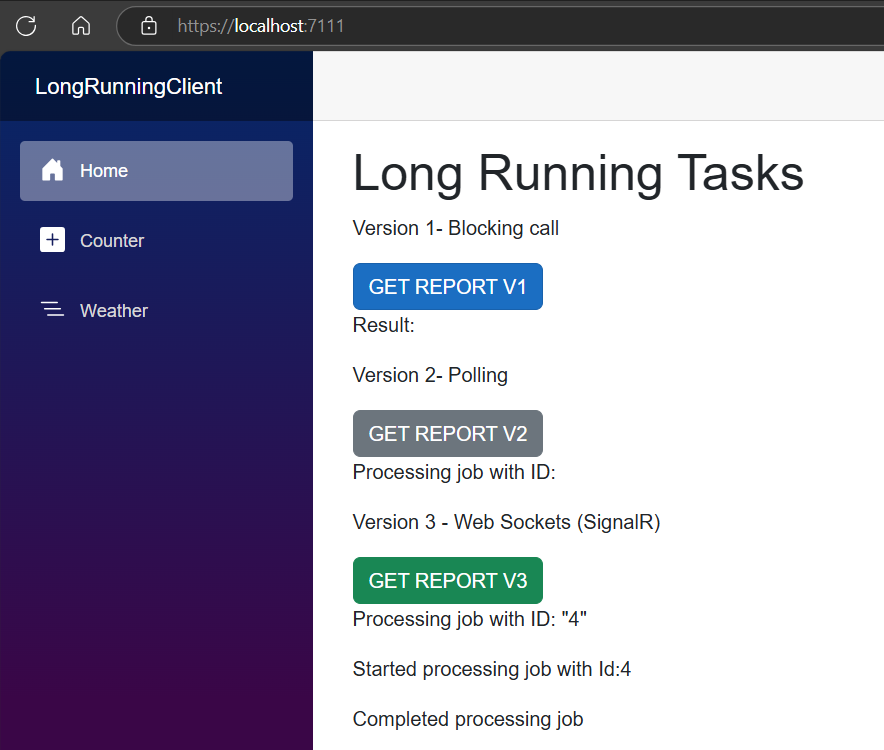 https://localhost:7111
LongRunningClient
Home
Counter
Weather
Long Running Tasks
Version 1- Blocking call
GET REPORT V1
Result:
Version 2- Polling
GET REPORT V2
Processing job with ID:
Version 3 - Web Sockets (SignalR)
GET REPORT V3
Processing job with ID: "4"
Started processing job with Id:4
Completed processing job